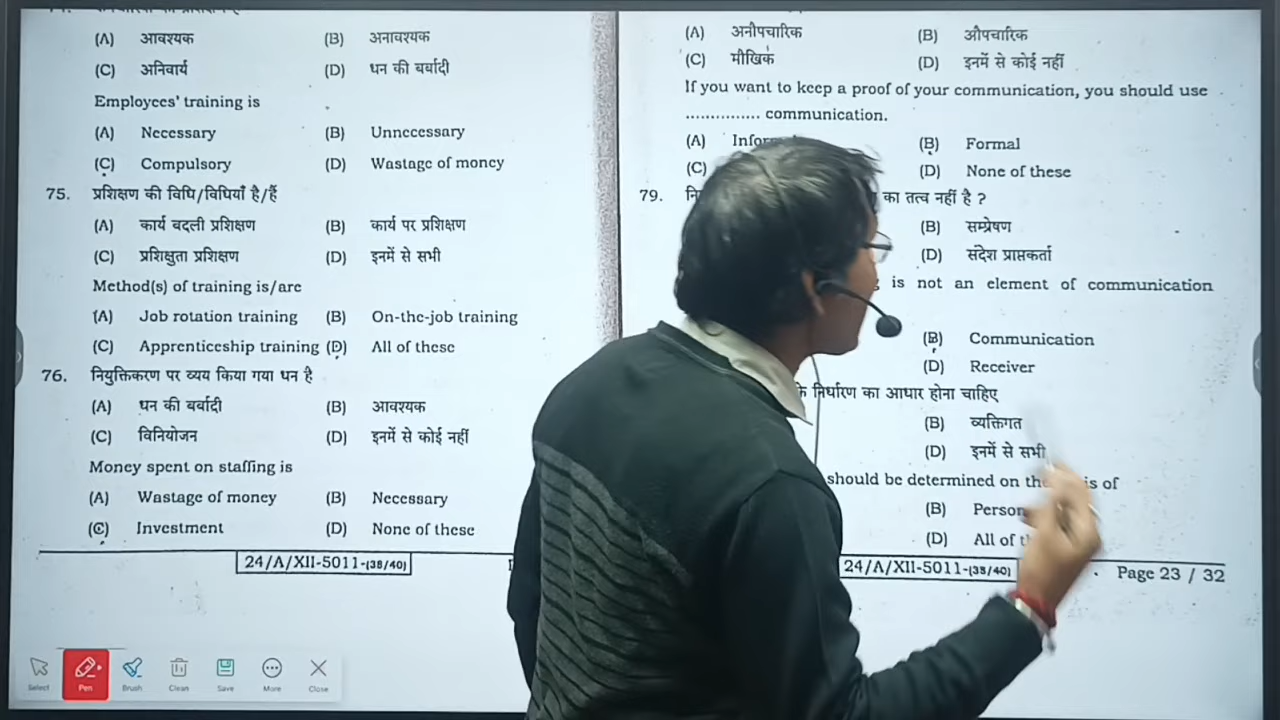 (A) आवश्यक (B) अनावश्यक
(C) अनिवार्य (D) धन की बर्बादी
Employees' training is
(A) Necessary (B) Unnecessary
(C) Compulsory (D) Wastage of money
75. प्रशिक्षण की विधि/विधियाँ है/हैं
(A) कार्य बदली प्रशिक्षण (B) कार्य पर प्रशिक्षण
(C) प्रशिक्षुता प्रशिक्षण (D) इनमें से सभी
Method(s) of training is/are
(A) Job rotation training (B) On-the-job training
(C) Apprenticeship training (D) All of these
76. नियुक्तिकरण पर व्यय किया गया धन है
(A) धन की बर्बादी (B) आवश्यक
(C) विनियोजन (D) इनमें से कोई नहीं
Money spent on staffing is
(A) Wastage of money (B) Necessary
(C) Investment (D) None of these
24/A/XII-5011-(38/40)
(A) अनौपचारिक (B) औपचारिक
(C) मौखिक (D) इनमें से कोई नहीं
If you want to keep a proof of your communication, you should use
............... communication.
(A) (B) Formal
(C) (D) None of these
79. का तत्व नहीं है ?
(B) सम्प्रेषण
(D) संदेश प्राप्तकर्ता
is not an element of communication
(B) Communication
(D) Receiver
निर्धारण का आधार होना चाहिए
(B) व्यक्तिगत
(D) इनमें से सभी
should be determined on the of
(B)
(D) All of
24/A/XII-5011-(38/40) Page 23 / 32
Select Pen Brush Clean Save More Close